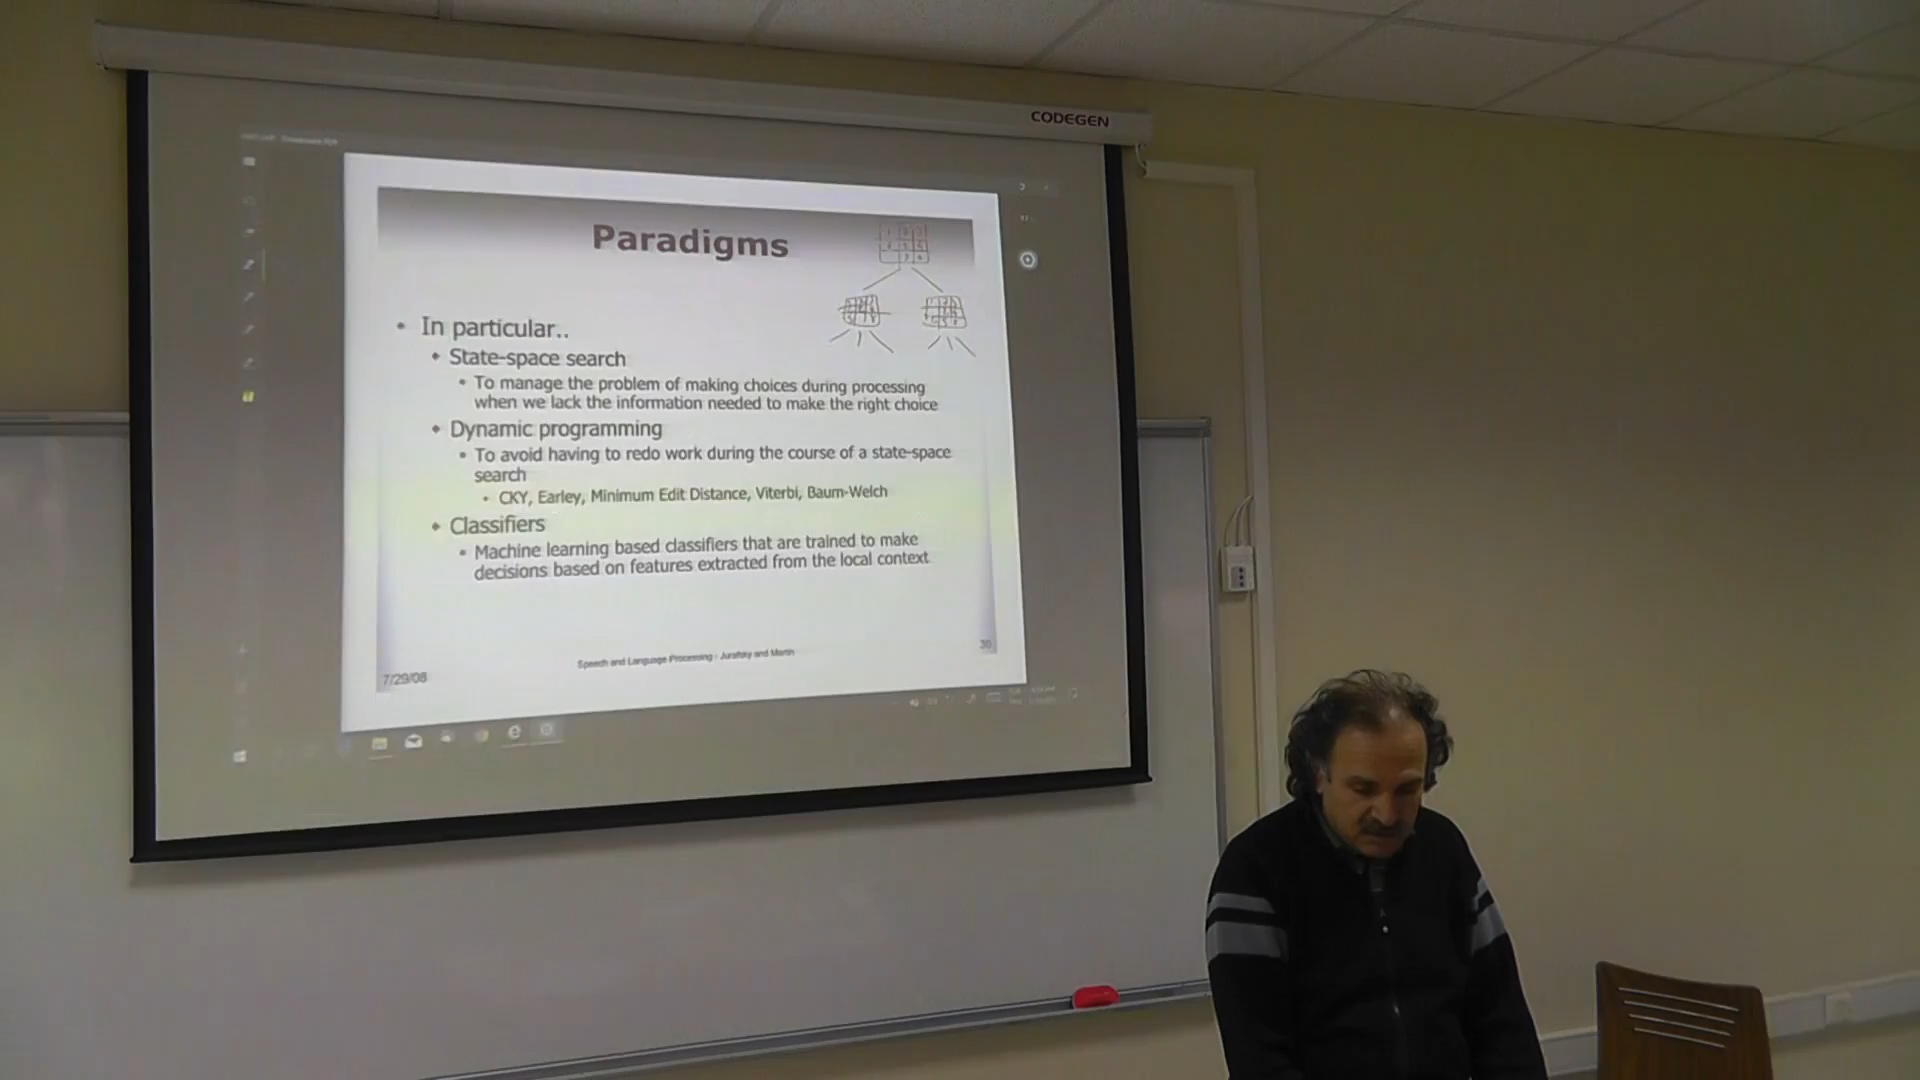 CODEGEN
Paradigms
• In particular..
• State-space search
• To manage the problem of making choices during processing
when we lack the information needed to make the right choice
• Dynamic programming
• To avoid having to redo work during the course of a state-space
search
• CKY, Earley, Minimum Edit Distance, Viterbi, Baum-Welch
• Classifiers
• Machine learning based classifiers that are trained to make
decisions based on features extracted from the local context
30
Speech and Language Processing - Jurafsky and Martin
7/29/08